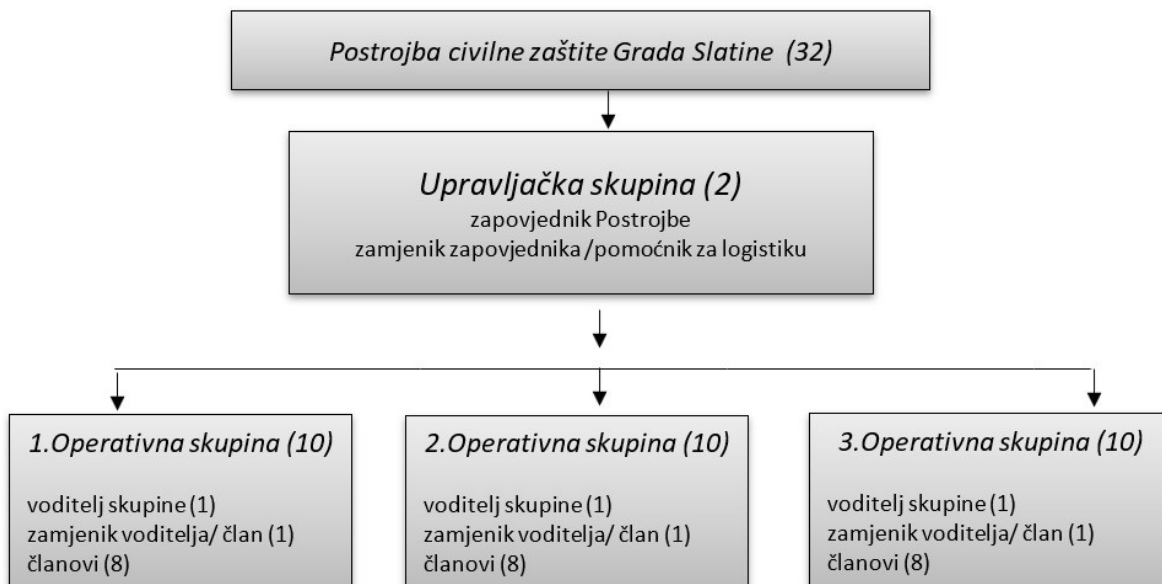 Postrojba civilne zaštite Grada Slatine (32)
Upravljačka skupina (2)
zapovjednik Postrojbe
zamjenik zapovjednika /pomoćnik za logistiku
1.Operativna skupina (10)
voditelj skupine (1)
zamjenik voditelja/ član (1)
članovi (8)
2.Operativna skupina (10)
voditelj skupine (1)
zamjenik voditelja/ član (1)
članovi (8)
3.Operativna skupina (10)
voditelj skupine (1)
zamjenik voditelja/ član (1)
članovi (8)